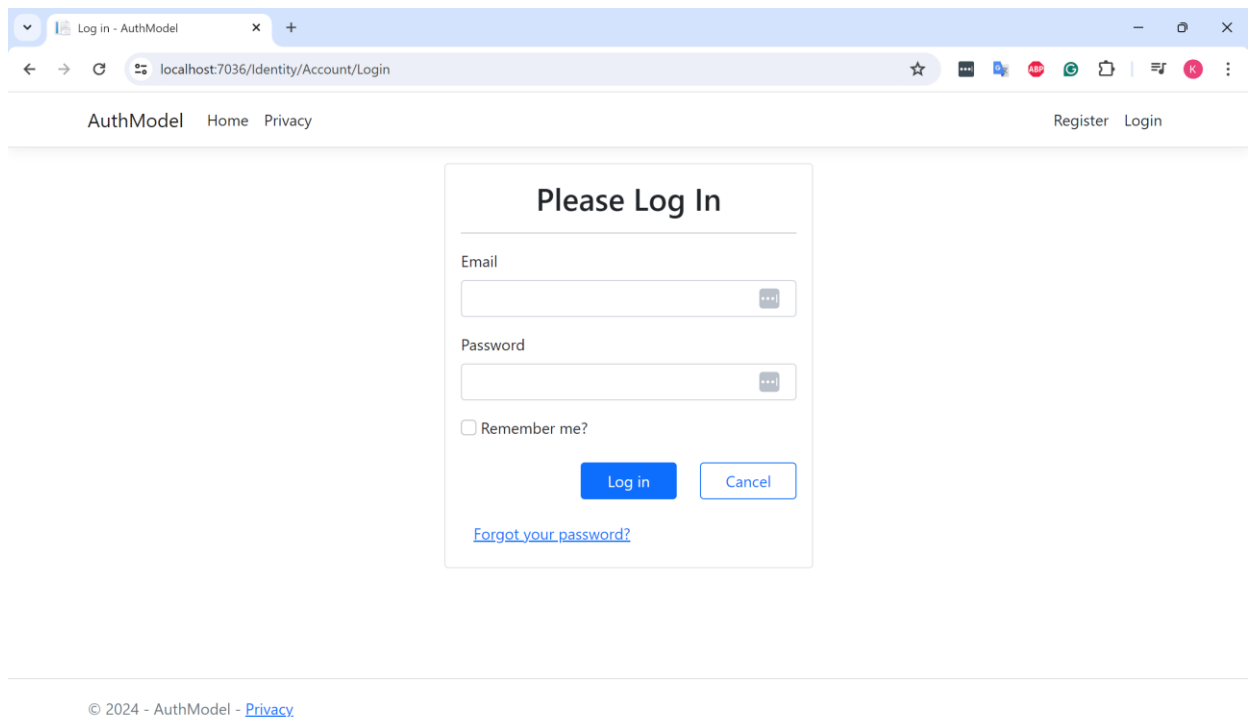 Log in - AuthModel
localhost:7036/Identity/Account/Login
ABP
K
AuthModel Home Privacy Register Login
Please Log In
Email
Password
Remember me?
Log in Cancel
Forgot your password?
© 2024 - AuthModel - Privacy